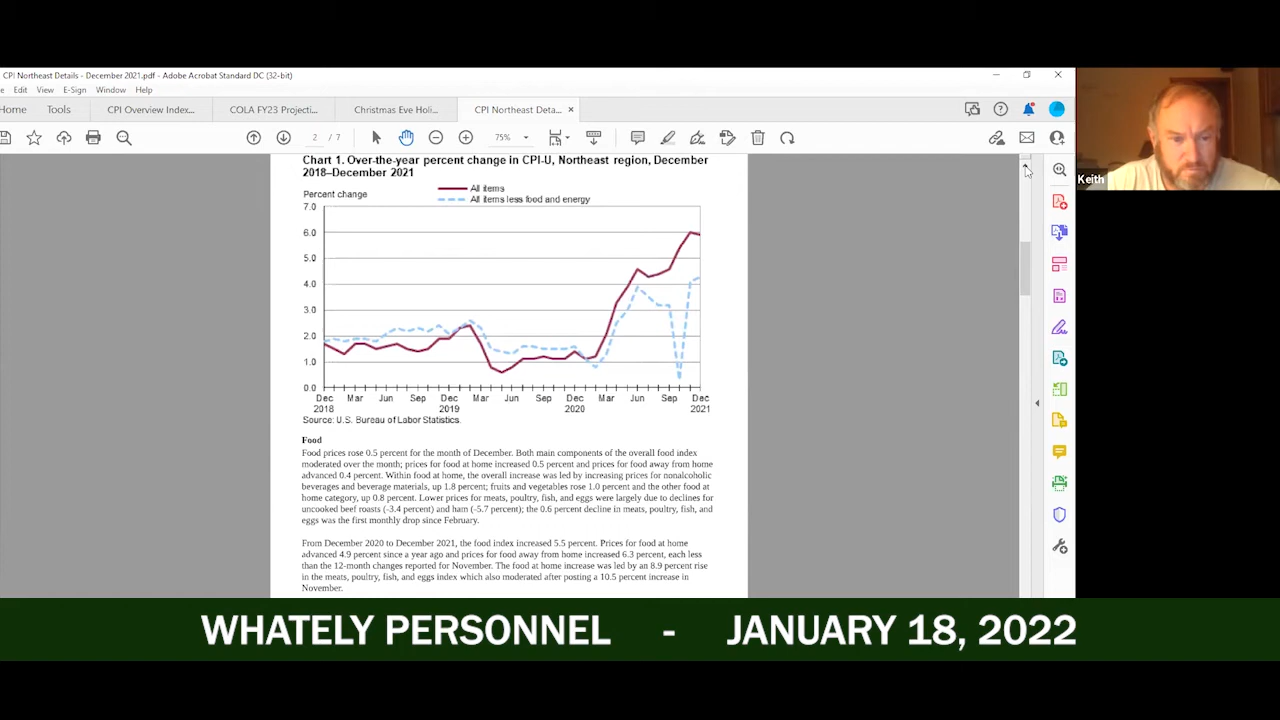 CPI Northeast Details - December 2021.pdf - Adobe Acrobat Standard DC (32-bit)
Edit View E-Sign Window Help
Home Tools CPI Overview Index... COLA FY23 Projecti... Christmas Eve Holi... CPI Northeast Deta... ×
2 / 7 75%
Chart 1. Over-the-year percent change in CPI-U, Northeast region, December
2018–December 2021
Percent change
All items
All items less food and energy
7.0
6.0
5.0
4.0
3.0
2.0
1.0
0.0
Dec Mar Jun Sep Dec Mar Jun Sep Dec Mar Jun Sep Dec
2018 2019 2020 2021
Source: U.S. Bureau of Labor Statistics.
Food
Food prices rose 0.5 percent for the month of December. Both main components of the overall food index
moderated over the month; prices for food at home increased 0.5 percent and prices for food away from home
advanced 0.4 percent. Within food at home, the overall increase was led by increasing prices for nonalcoholic
beverages and beverage materials, up 1.8 percent; fruits and vegetables rose 1.0 percent and the other food at
home category, up 0.8 percent. Lower prices for meats, poultry, fish, and eggs were largely due to declines for
uncooked beef roasts (-3.4 percent) and ham (-5.7 percent); the 0.6 percent decline in meats, poultry, fish, and
eggs was the first monthly drop since February.
From December 2020 to December 2021, the food index increased 5.5 percent. Prices for food at home
advanced 4.9 percent since a year ago and prices for food away from home increased 6.3 percent, each less
than the 12-month changes reported for November. The food at home increase was led by an 8.9 percent rise
in the meats, poultry, fish, and eggs index which also moderated after posting a 10.5 percent increase in
November.
Keith
WHATELY PERSONNEL - JANUARY 18, 2022